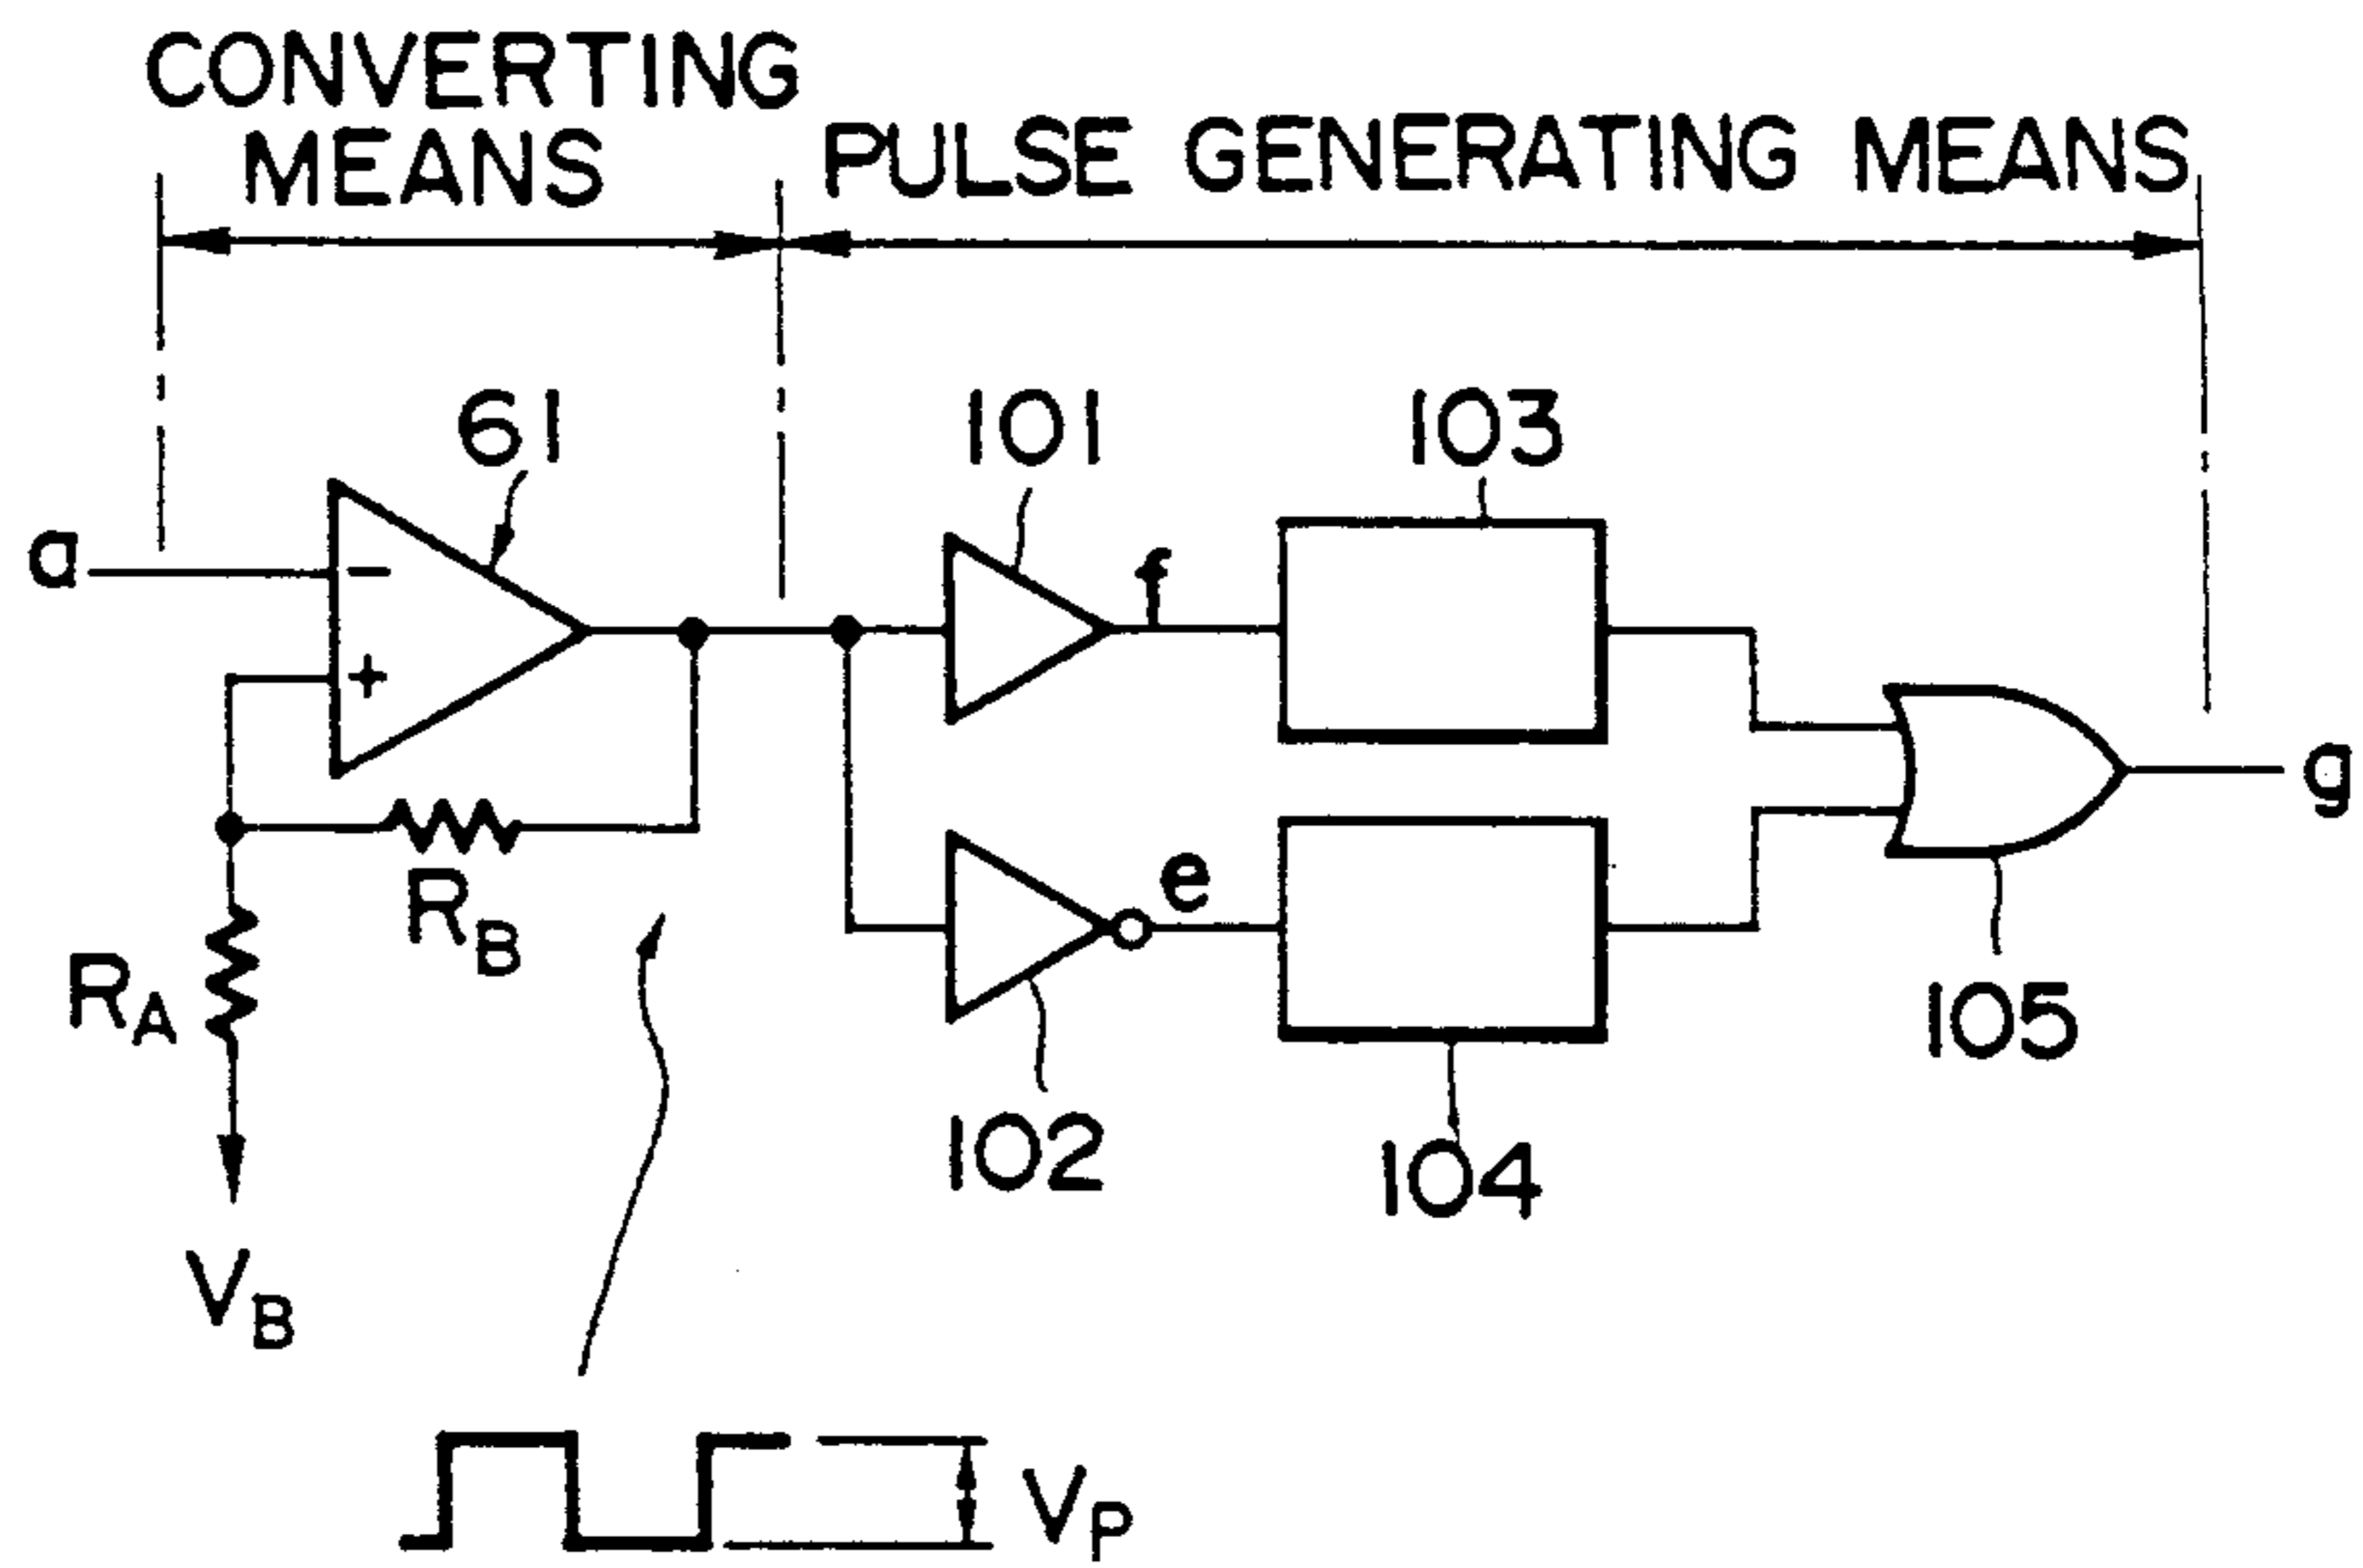 CONVERTING
MEANS
PULSE GENERATING MEANS
61
101
103
a
−
+
f
g
R_B
e
R_A
105
102
104
V_B
V_P